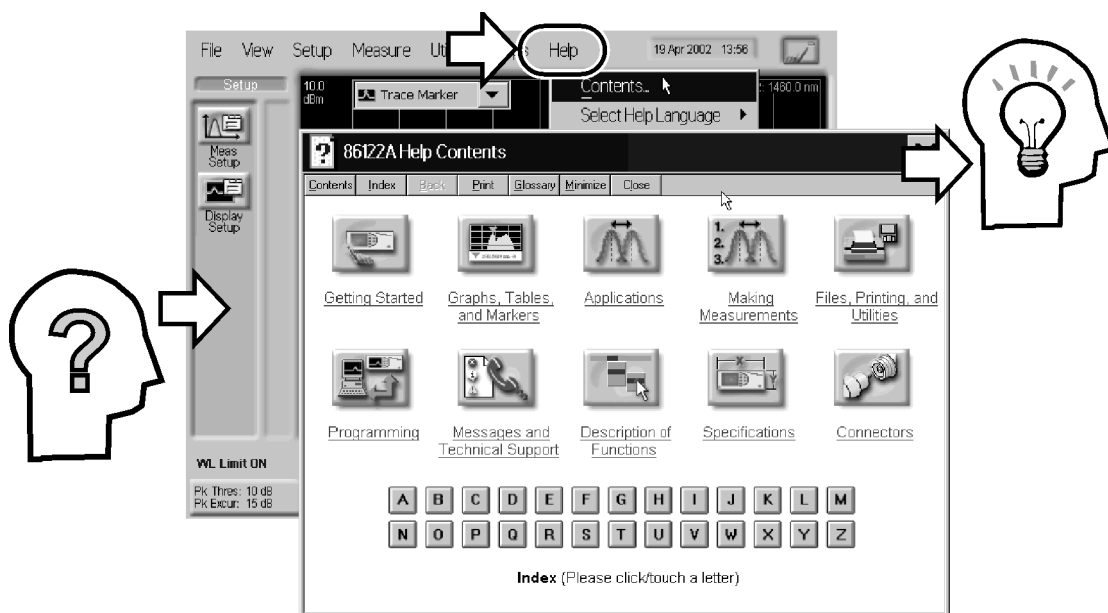 File View Setup Measure Help 19 Apr 2002 13:56
Setup
10.0
dBm
Trace Marker
Contents...
1460.0 nm
Select Help Language
Meas
Setup
Display
Setup
? 86122A Help Contents
Contents Index Back Print Glossary Minimize Close
Getting Started
Graphs, Tables,
and Markers
Applications
1.
2.
3.
Making
Measurements
Files, Printing, and
Utilities
Programming
Messages and
Technical Support
Description of
Functions
Specifications
Connectors
?
WL Limit ON
Pk Thres: 10 dB
Pk Excur: 15 dB
A B C D E F G H I J K L M
N O P Q R S T U V W X Y Z
Index (Please click/touch a letter)